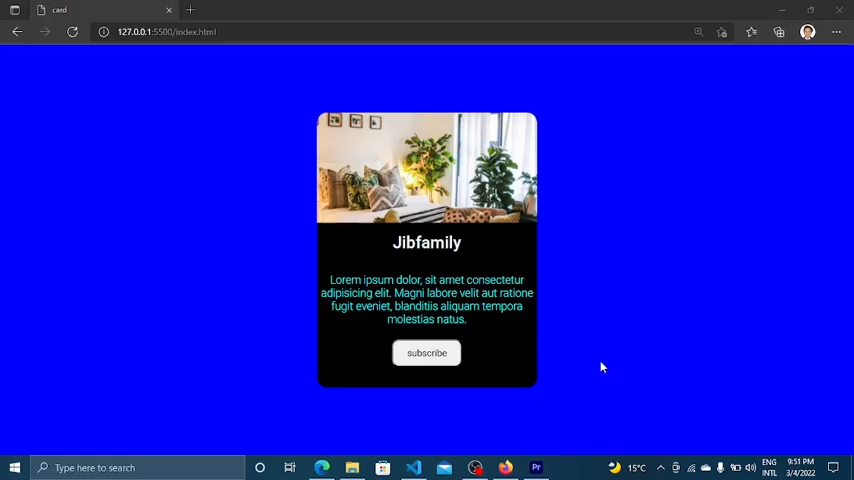 card
127.0.0.1:5500/index.html
Jibfamily
Lorem ipsum dolor, sit amet consectetur
adipisicing elit. Magni labore velit aut ratione
fugit eveniet, blanditiis aliquam tempora
molestias natus.
subscribe
Type here to search
Pr
15°C
ENG
INTL
9:51 PM
3/4/2022